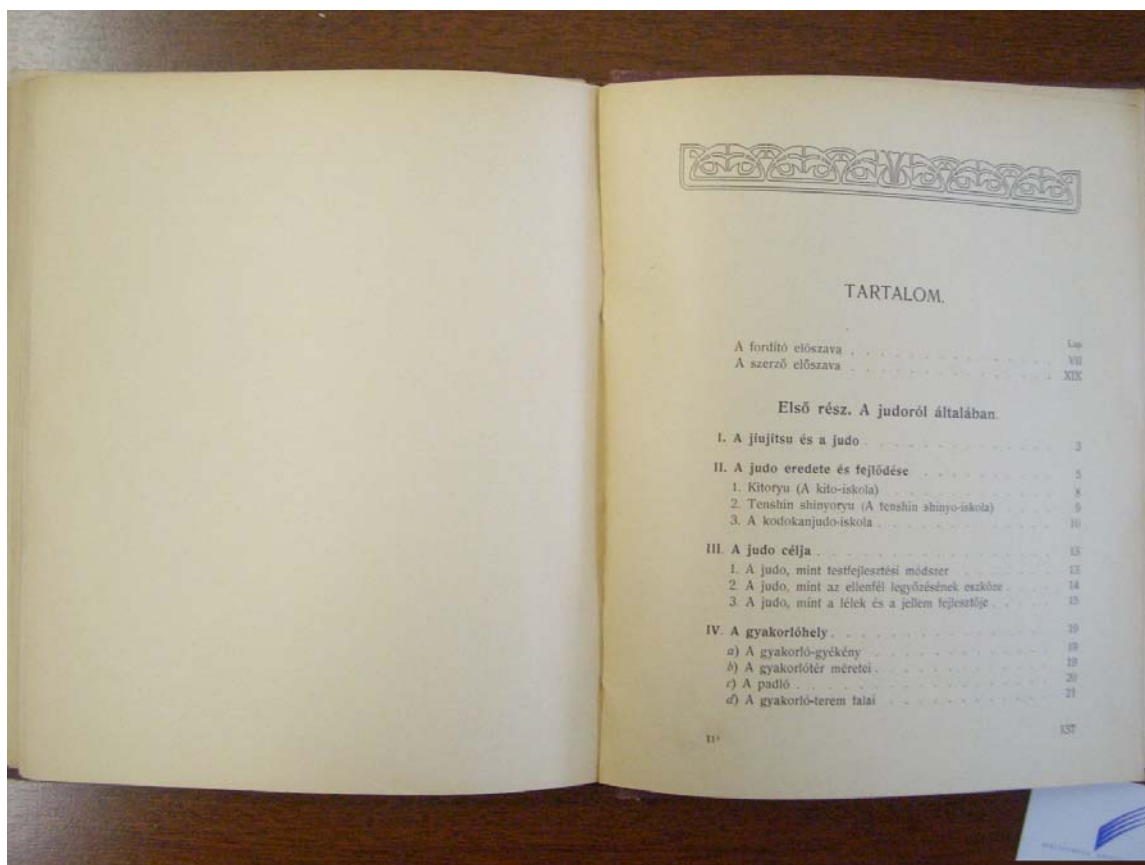 TARTALOM.
Lap
A fordító előszava . . . . . . . . . . . VII
A szerző előszava . . . . . . . . . . . XIX
Első rész. A judoról általában.
I. A jiujitsu és a judo . . . . . . . . . . 3
II. A judo eredete és fejlődése . . . . . . . 5
1. Kitoryu (A kito-iskola) . . . . . . . . 8
2. Tenshin shinyoryu (A tenshin shinyo-iskola) . . . 9
3. A kodokanjudo-iskola . . . . . . . . . 10
III. A judo célja . . . . . . . . . . . . 13
1. A judo, mint testfejlesztési módszer . . . . . 13
2. A judo, mint az ellenfél legyőzésének eszköze . . 14
3. A judo, mint a lélek és a jellem fejlesztője . . . 15
IV. A gyakorlóhely . . . . . . . . . . . 19
a) A gyakorló-gyékény . . . . . . . . . 19
b) A gyakorlótér méretei . . . . . . . . . 19
c) A padló . . . . . . . . . . . . . 20
d) A gyakorló-terem falai . . . . . . . . 21
137